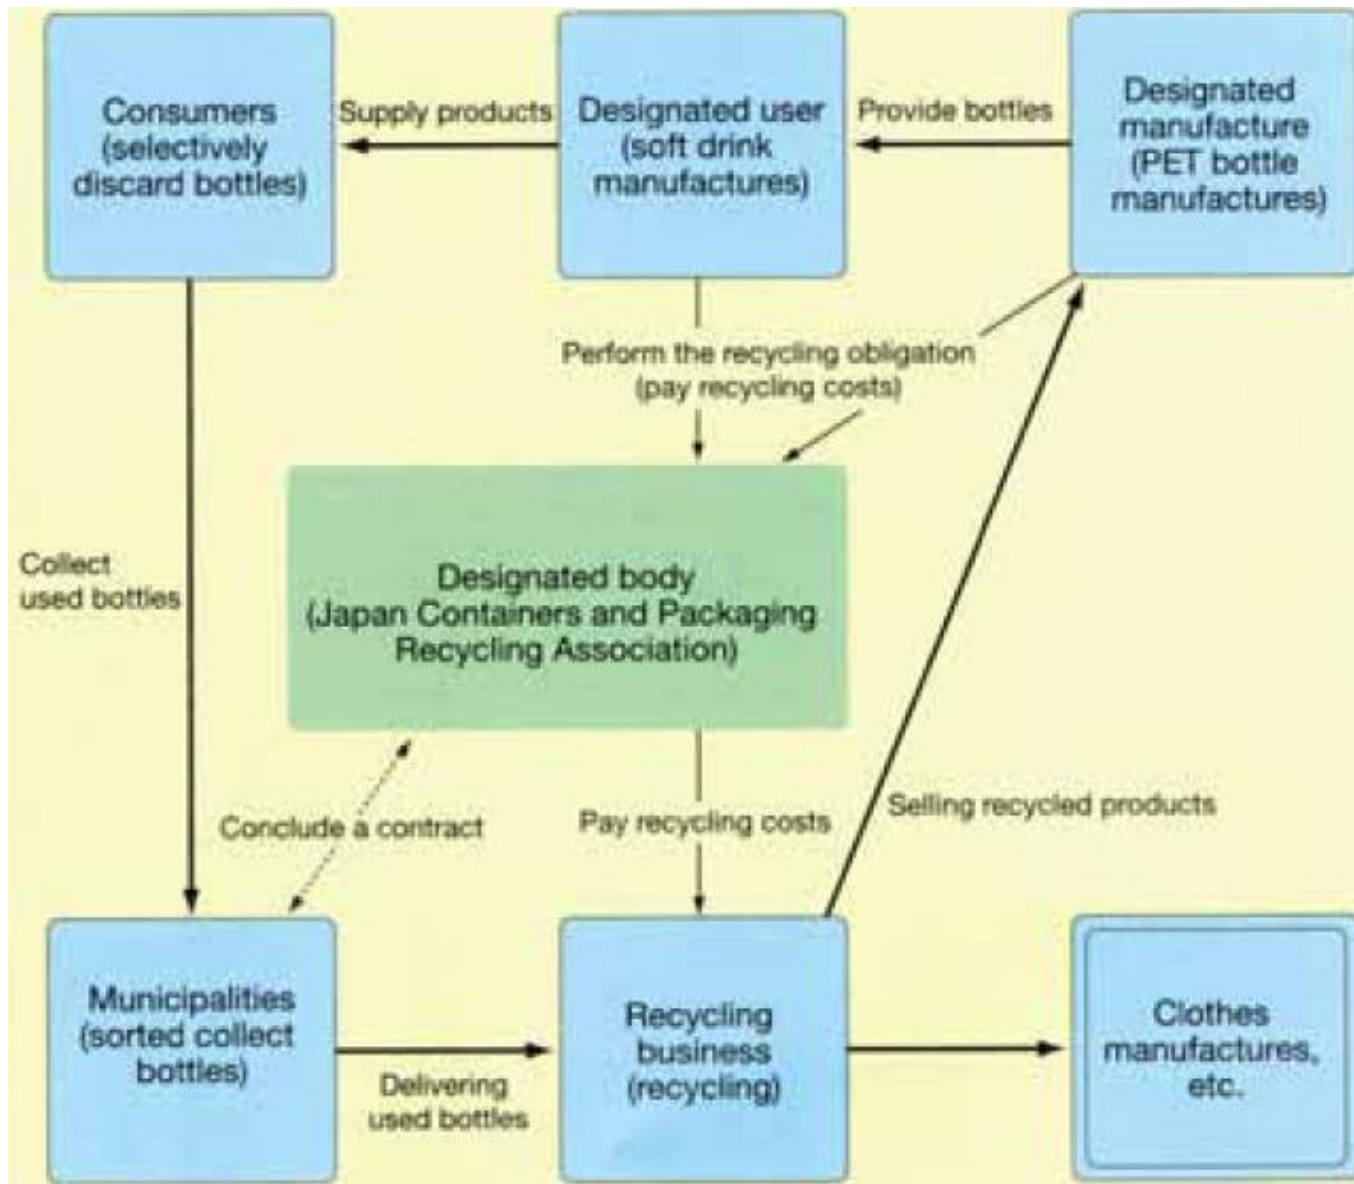 Consumers
(selectively
discard bottles)
Supply products
Designated user
(soft drink
manufactures)
Provide bottles
Designated
manufacture
(PET bottle
manufactures)
Perform the recycling obligation
(pay recycling costs)
Collect
used bottles
Designated body
(Japan Containers and Packaging
Recycling Association)
Conclude a contract
Pay recycling costs
Selling recycled products
Municipalities
(sorted collect
bottles)
Delivering
used bottles
Recycling
business
(recycling)
Clothes
manufactures,
etc.